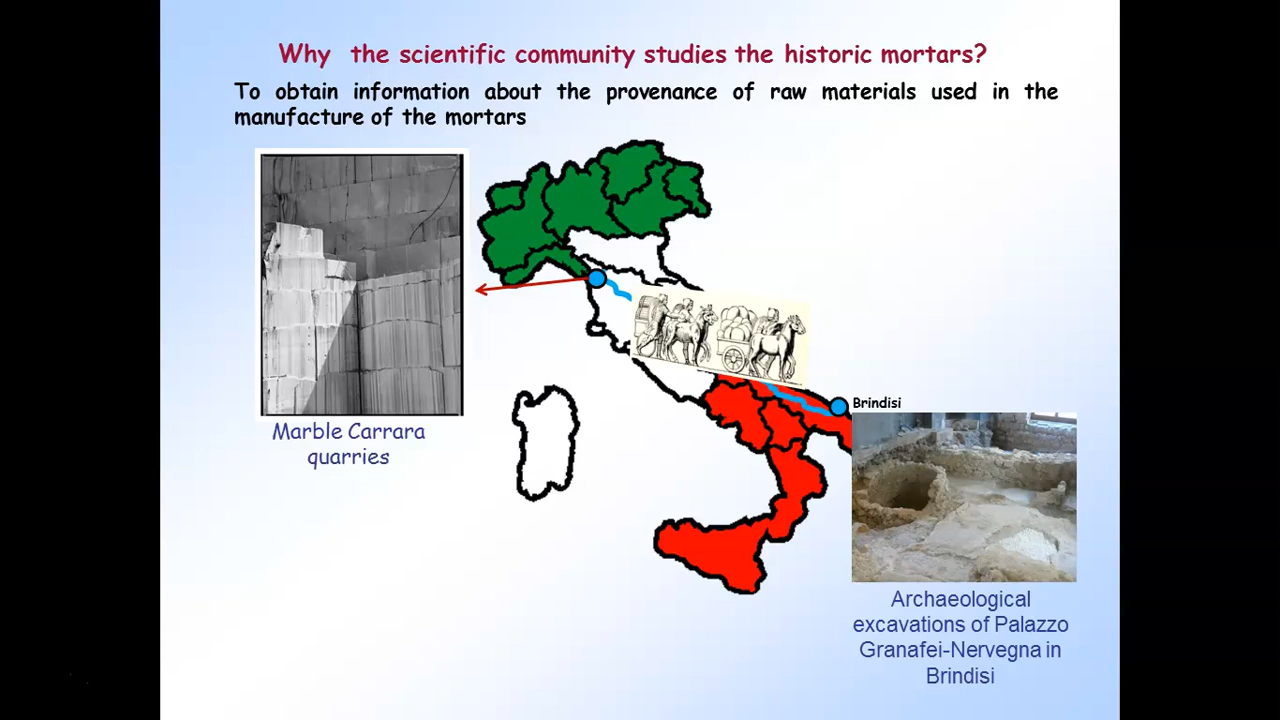 Why the scientific community studies the historic mortars?
To obtain information about the provenance of raw materials used in the
manufacture of the mortars
Brindisi
Marble Carrara
quarries
Archaeological
excavations of Palazzo
Granafei-Nervegna in
Brindisi